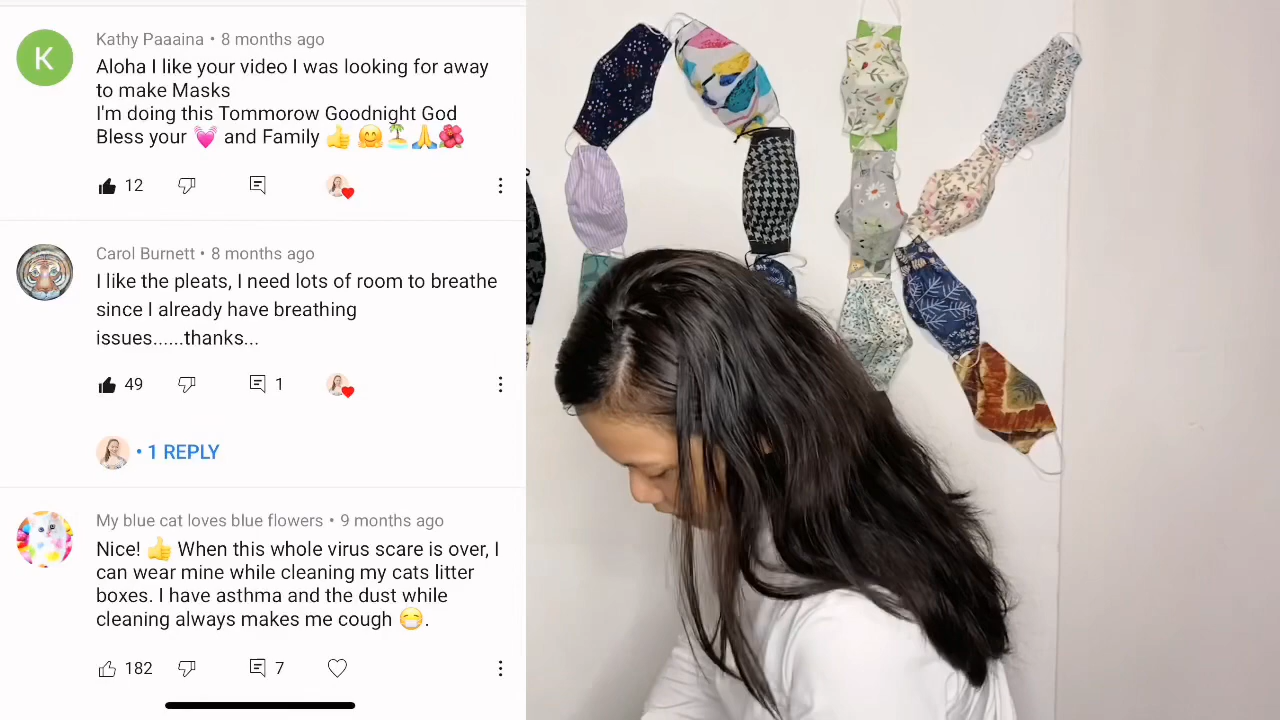 K
Kathy Paaaina • 8 months ago
Aloha I like your video I was looking for away
to make Masks
I'm doing this Tommorow Goodnight God
Bless your 💓 and Family 👍🤗🏝️🙏🌺
12
Carol Burnett • 8 months ago
I like the pleats, I need lots of room to breathe
since I already have breathing
issues......thanks...
49 1
• 1 REPLY
My blue cat loves blue flowers • 9 months ago
Nice! 👍 When this whole virus scare is over, I
can wear mine while cleaning my cats litter
boxes. I have asthma and the dust while
cleaning always makes me cough 😷.
182 7